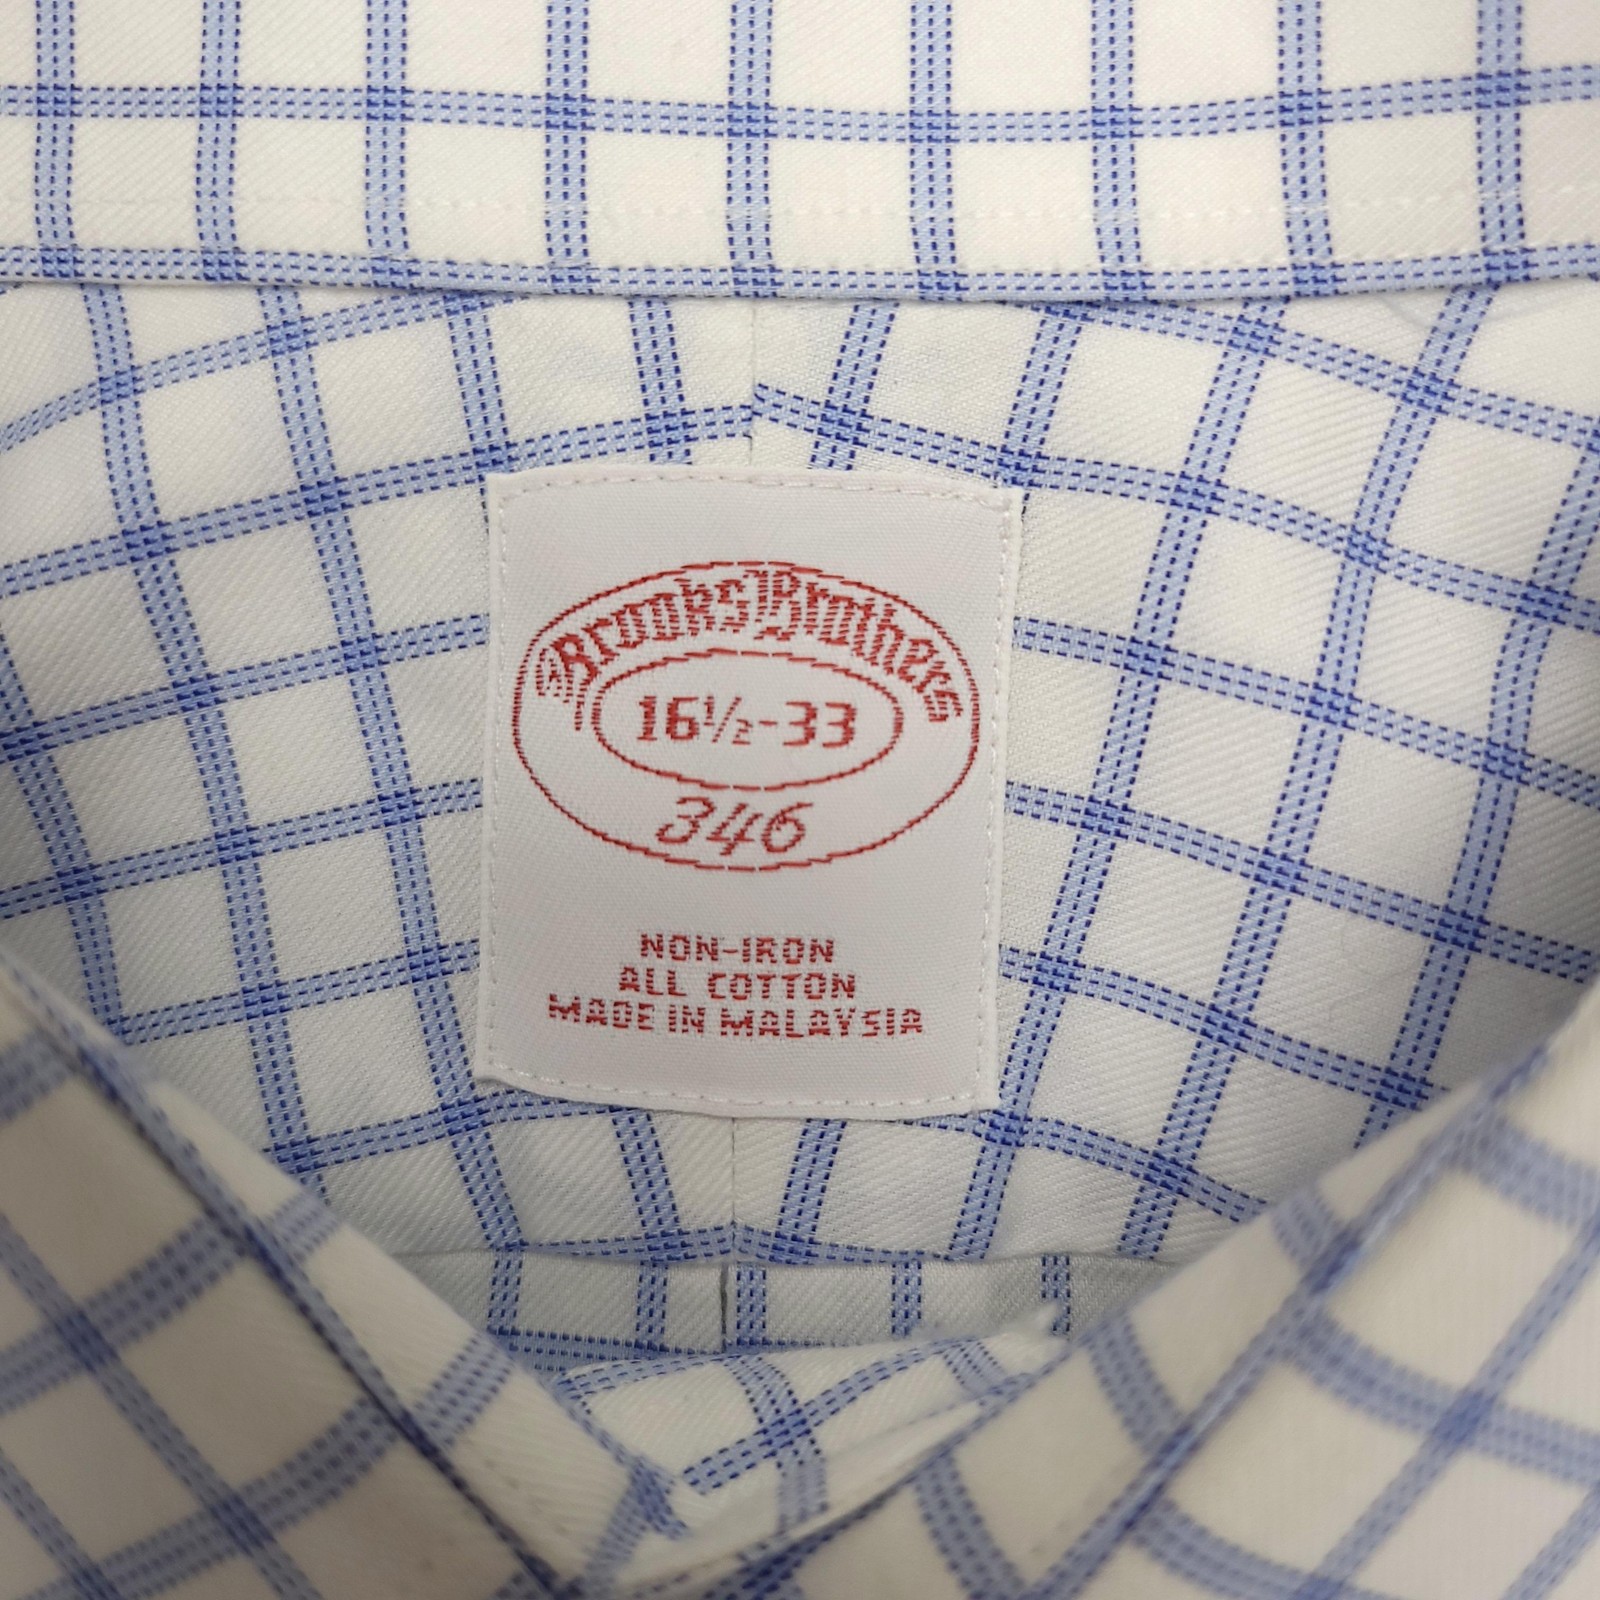 ® Brooks Brothers
16½-33
346
NON-IRON
ALL COTTON
MADE IN MALAYSIA